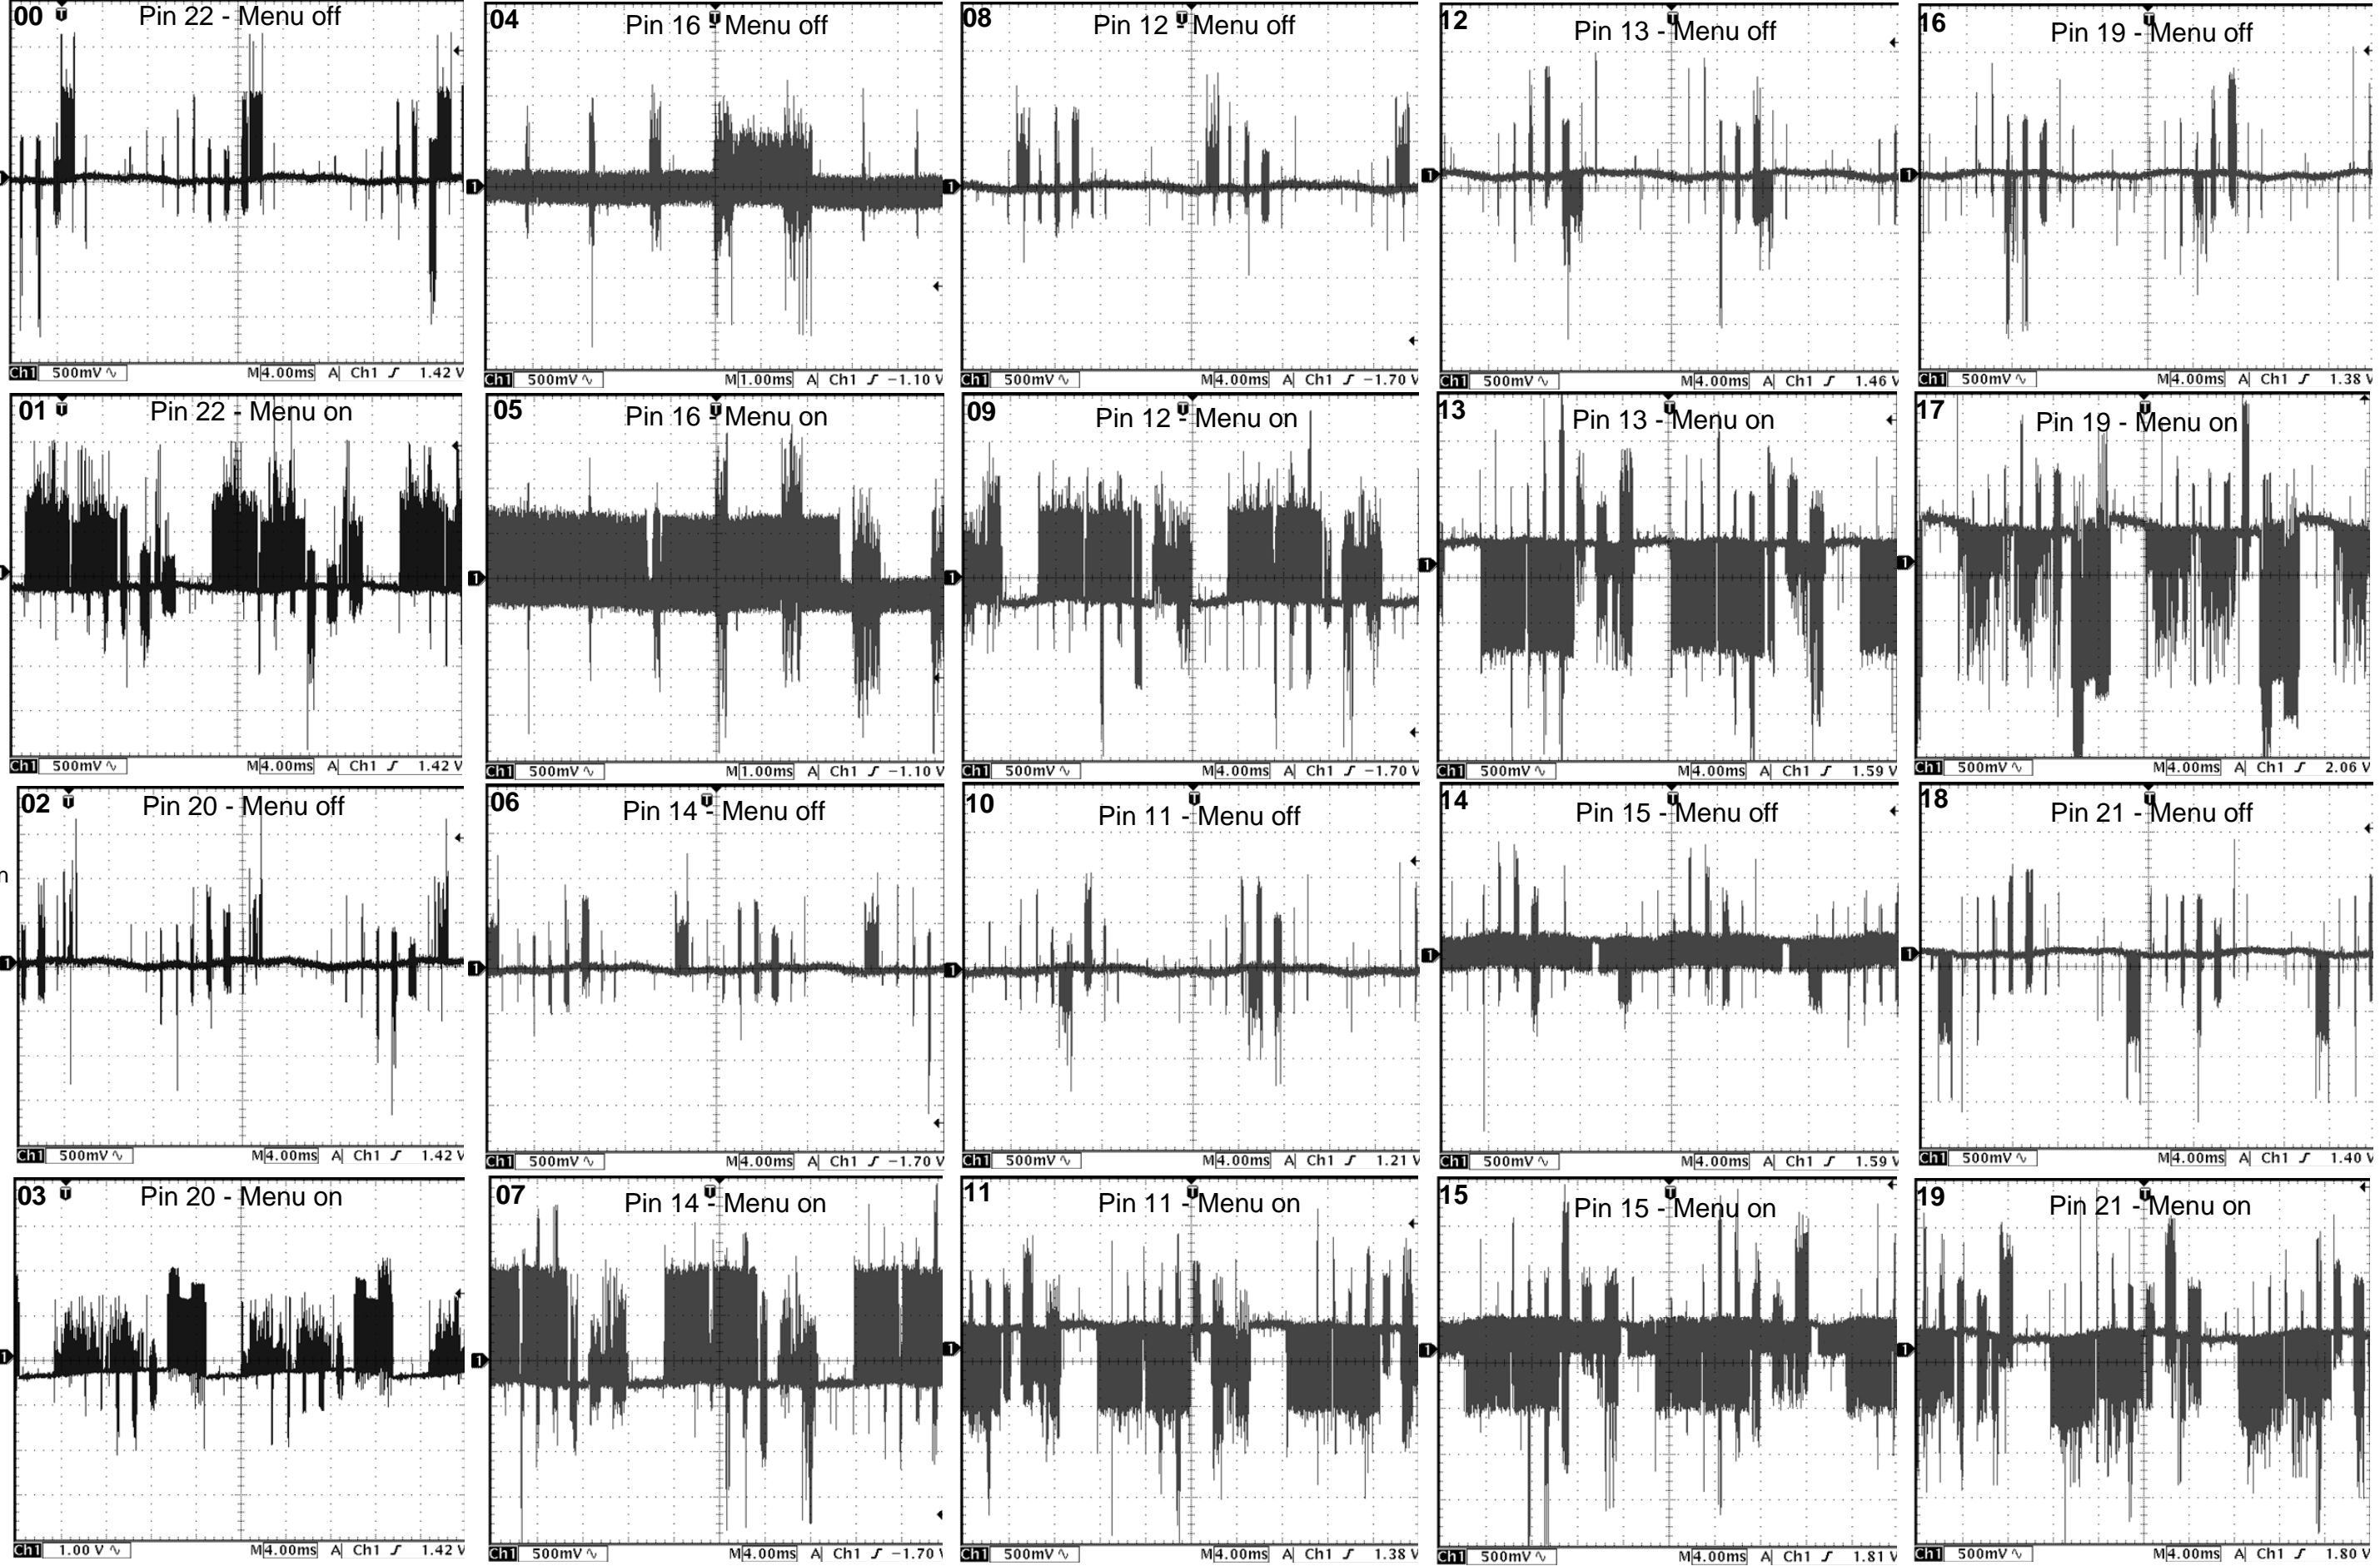 00 Pin 22 - Menu off
Ch1 500mV M 4.00ms A Ch1 1.42 V
04 Pin 16 - Menu off
Ch1 500mV M 1.00ms A Ch1 −1.10 V
08 Pin 12 - Menu off
Ch1 500mV M 4.00ms A Ch1 −1.70 V
12 Pin 13 - Menu off
Ch1 500mV M 4.00ms A Ch1 1.46 V
16 Pin 19 - Menu off
Ch1 500mV M 4.00ms A Ch1 1.38 V
01 Pin 22 - Menu on
Ch1 500mV M 4.00ms A Ch1 1.42 V
05 Pin 16 - Menu on
Ch1 500mV M 1.00ms A Ch1 −1.10 V
09 Pin 12 - Menu on
Ch1 500mV M 4.00ms A Ch1 −1.70 V
13 Pin 13 - Menu on
Ch1 500mV M 4.00ms A Ch1 1.59 V
17 Pin 19 - Menu on
Ch1 500mV M 4.00ms A Ch1 2.06 V
02 Pin 20 - Menu off
Ch1 500mV M 4.00ms A Ch1 1.42 V
06 Pin 14 - Menu off
Ch1 500mV M 4.00ms A Ch1 −1.70 V
10 Pin 11 - Menu off
Ch1 500mV M 4.00ms A Ch1 1.21 V
14 Pin 15 - Menu off
Ch1 500mV M 4.00ms A Ch1 1.59 V
18 Pin 21 - Menu off
Ch1 500mV M 4.00ms A Ch1 1.40 V
03 Pin 20 - Menu on
Ch1 1.00 V M 4.00ms A Ch1 1.42 V
07 Pin 14 - Menu on
Ch1 500mV M 4.00ms A Ch1 −1.70 V
11 Pin 11 - Menu on
Ch1 500mV M 4.00ms A Ch1 1.38 V
15 Pin 15 - Menu on
Ch1 500mV M 4.00ms A Ch1 1.81 V
19 Pin 21 - Menu on
Ch1 500mV M 4.00ms A Ch1 1.80 V